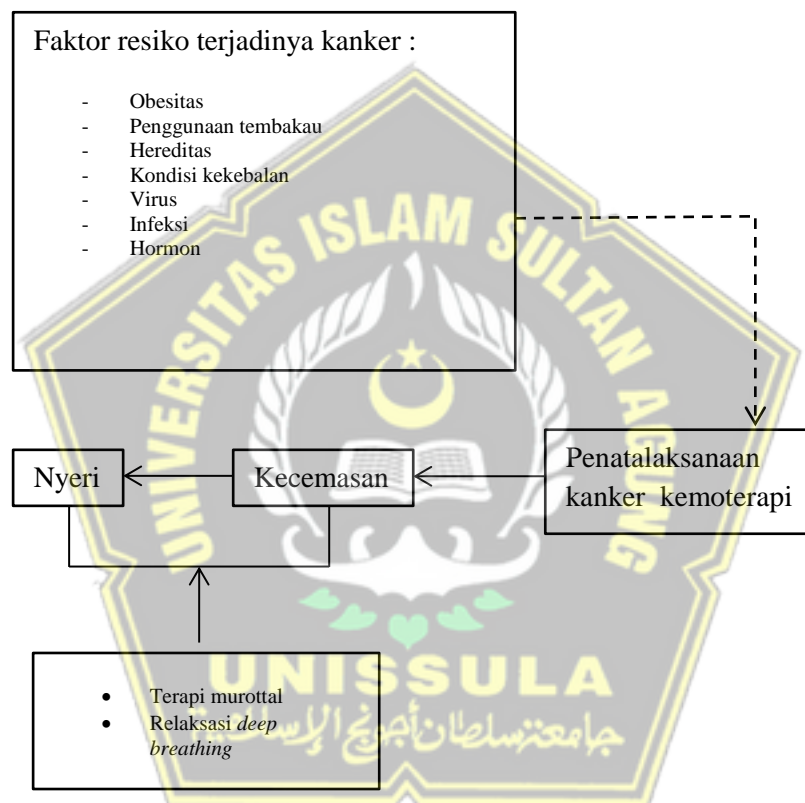 Faktor resiko terjadinya kanker :
- Obesitas
- Penggunaan tembakau
- Hereditas
- Kondisi kekebalan
- Virus
- Infeksi
- Hormon
UNIVERSITAS ISLAM SULTAN AGUNG
Nyeri
Kecemasan
Penatalaksanaan
kanker kemoterapi
• Terapi murottal
• Relaksasi deep
breathing
UNISSULA
جامعة سلطان أجونج الإسلامية